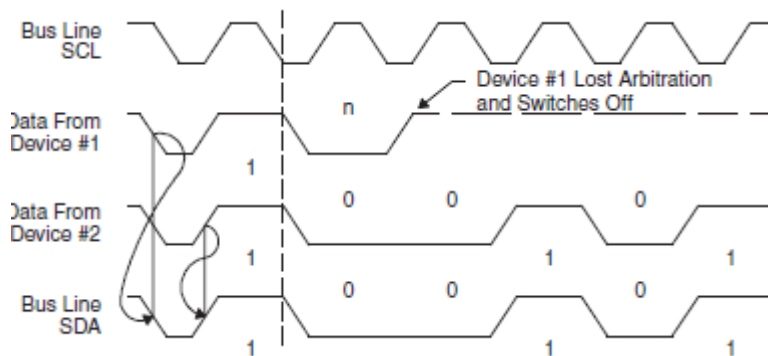 Bus Line
SCL
Device #1 Lost Arbitration
and Switches Off
n
Data From
Device #1
1
0 0 0
Data From
Device #2
1 1 1
0 0 0
Bus Line
SDA
1 1 1